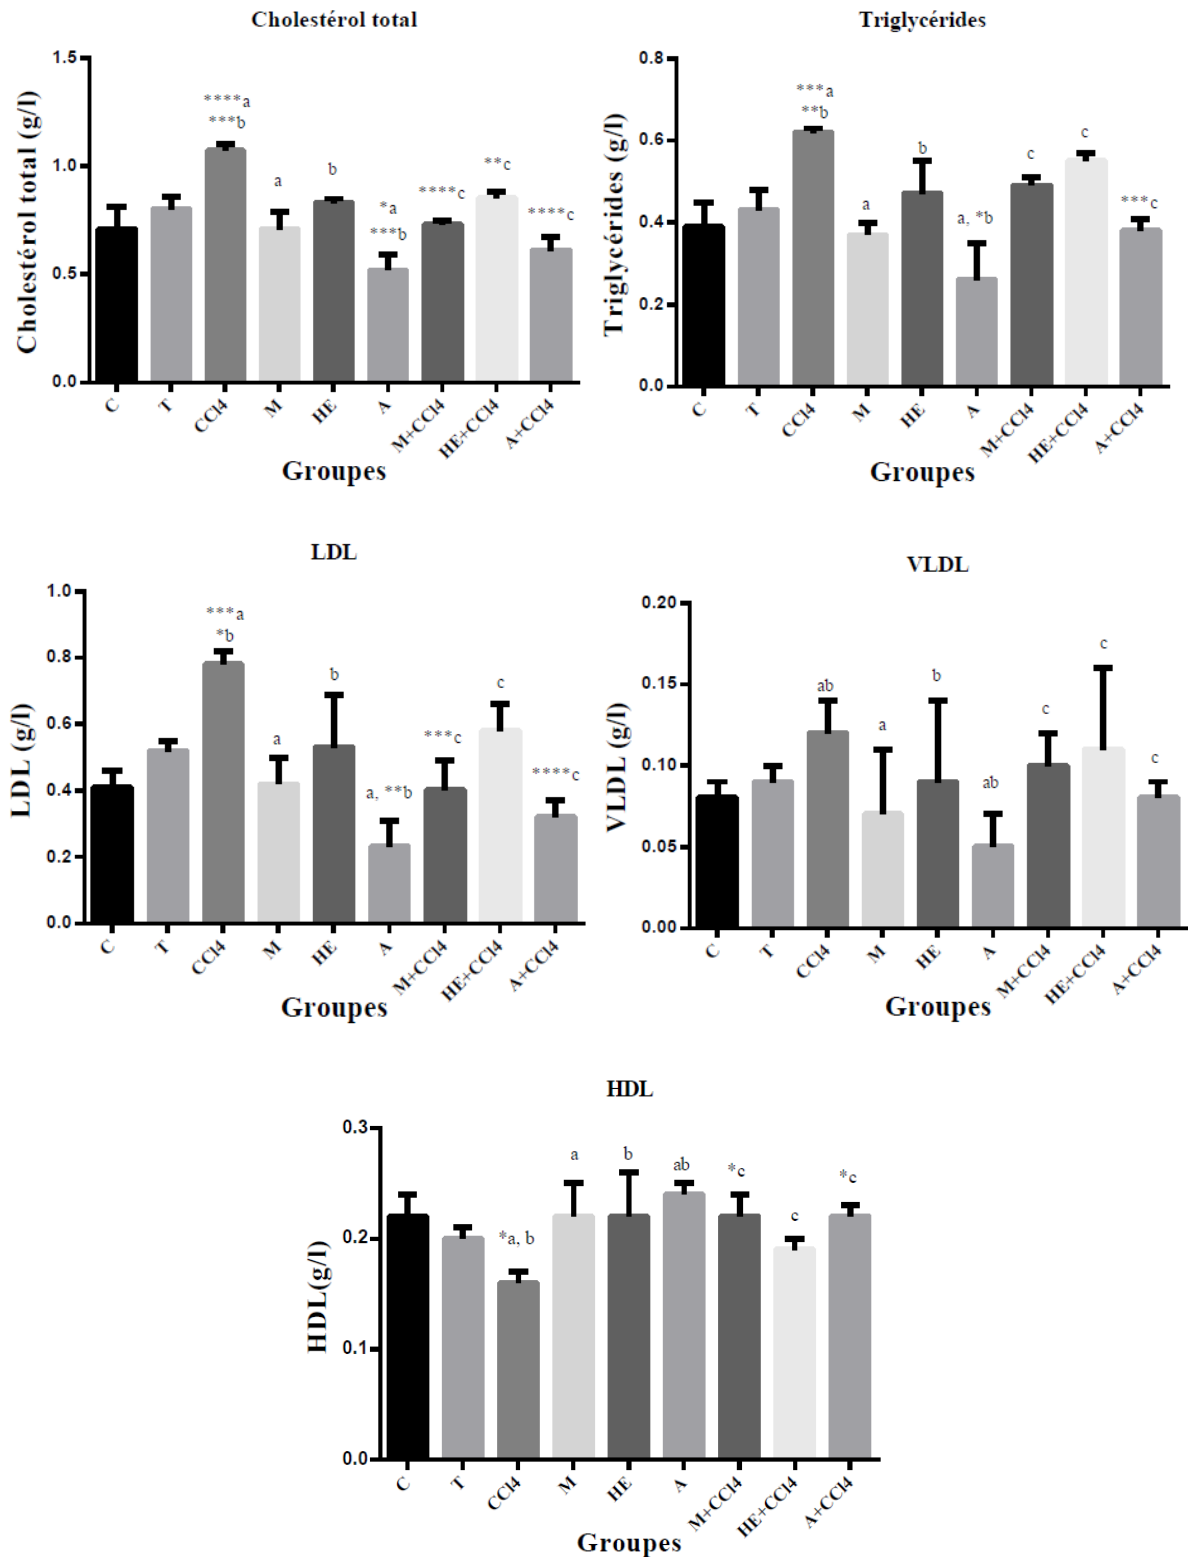 Cholestérol total
Cholestérol total (g/l)
1.5
1.0
0.5
0.0
****a
***b
a
b
*a
***b
****c
**c
****c
C
T
CCl4
M
HE
A
M+CCl4
HE+CCl4
A+CCl4
Groupes
Triglycérides
Triglycérides (g/l)
0.8
0.6
0.4
0.2
0.0
***a
**b
a
b
a, *b
c
c
***c
C
T
CCl4
M
HE
A
M+CCl4
HE+CCl4
A+CCl4
Groupes
LDL
LDL (g/l)
1.0
0.8
0.6
0.4
0.2
0.0
***a
*b
a
b
a, **b
***c
c
****c
C
T
CCl4
M
HE
A
M+CCl4
HE+CCl4
A+CCl4
Groupes
VLDL
VLDL (g/l)
0.20
0.15
0.10
0.05
0.00
ab
a
b
ab
c
c
c
C
T
CCl4
M
HE
A
M+CCl4
HE+CCl4
A+CCl4
Groupes
HDL
HDL(g/l)
0.3
0.2
0.1
0.0
*a, b
a
b
ab
*c
c
*c
C
T
CCl4
M
HE
A
M+CCl4
HE+CCl4
A+CCl4
Groupes